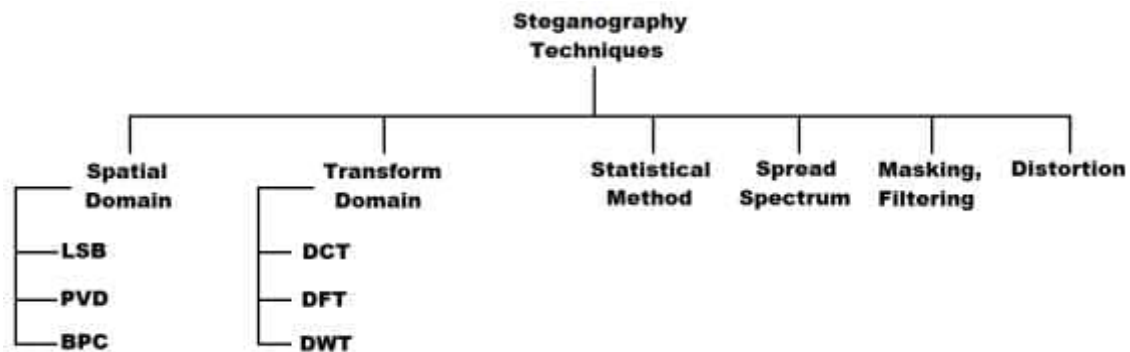 Steganography
Techniques
Spatial
Domain
LSB
PVD
BPC
Transform
Domain
DCT
DFT
DWT
Statistical
Method
Spread
Spectrum
Masking,
Filtering
Distortion